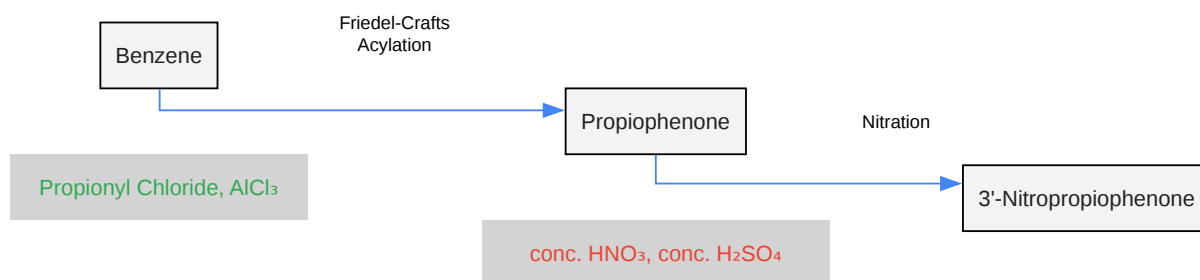 Friedel-Crafts
Acylation
Benzene
Propiophenone
Nitration
Propionyl Chloride, AlCl₃
3'-Nitropropiophenone
conc. HNO₃, conc. H₂SO₄